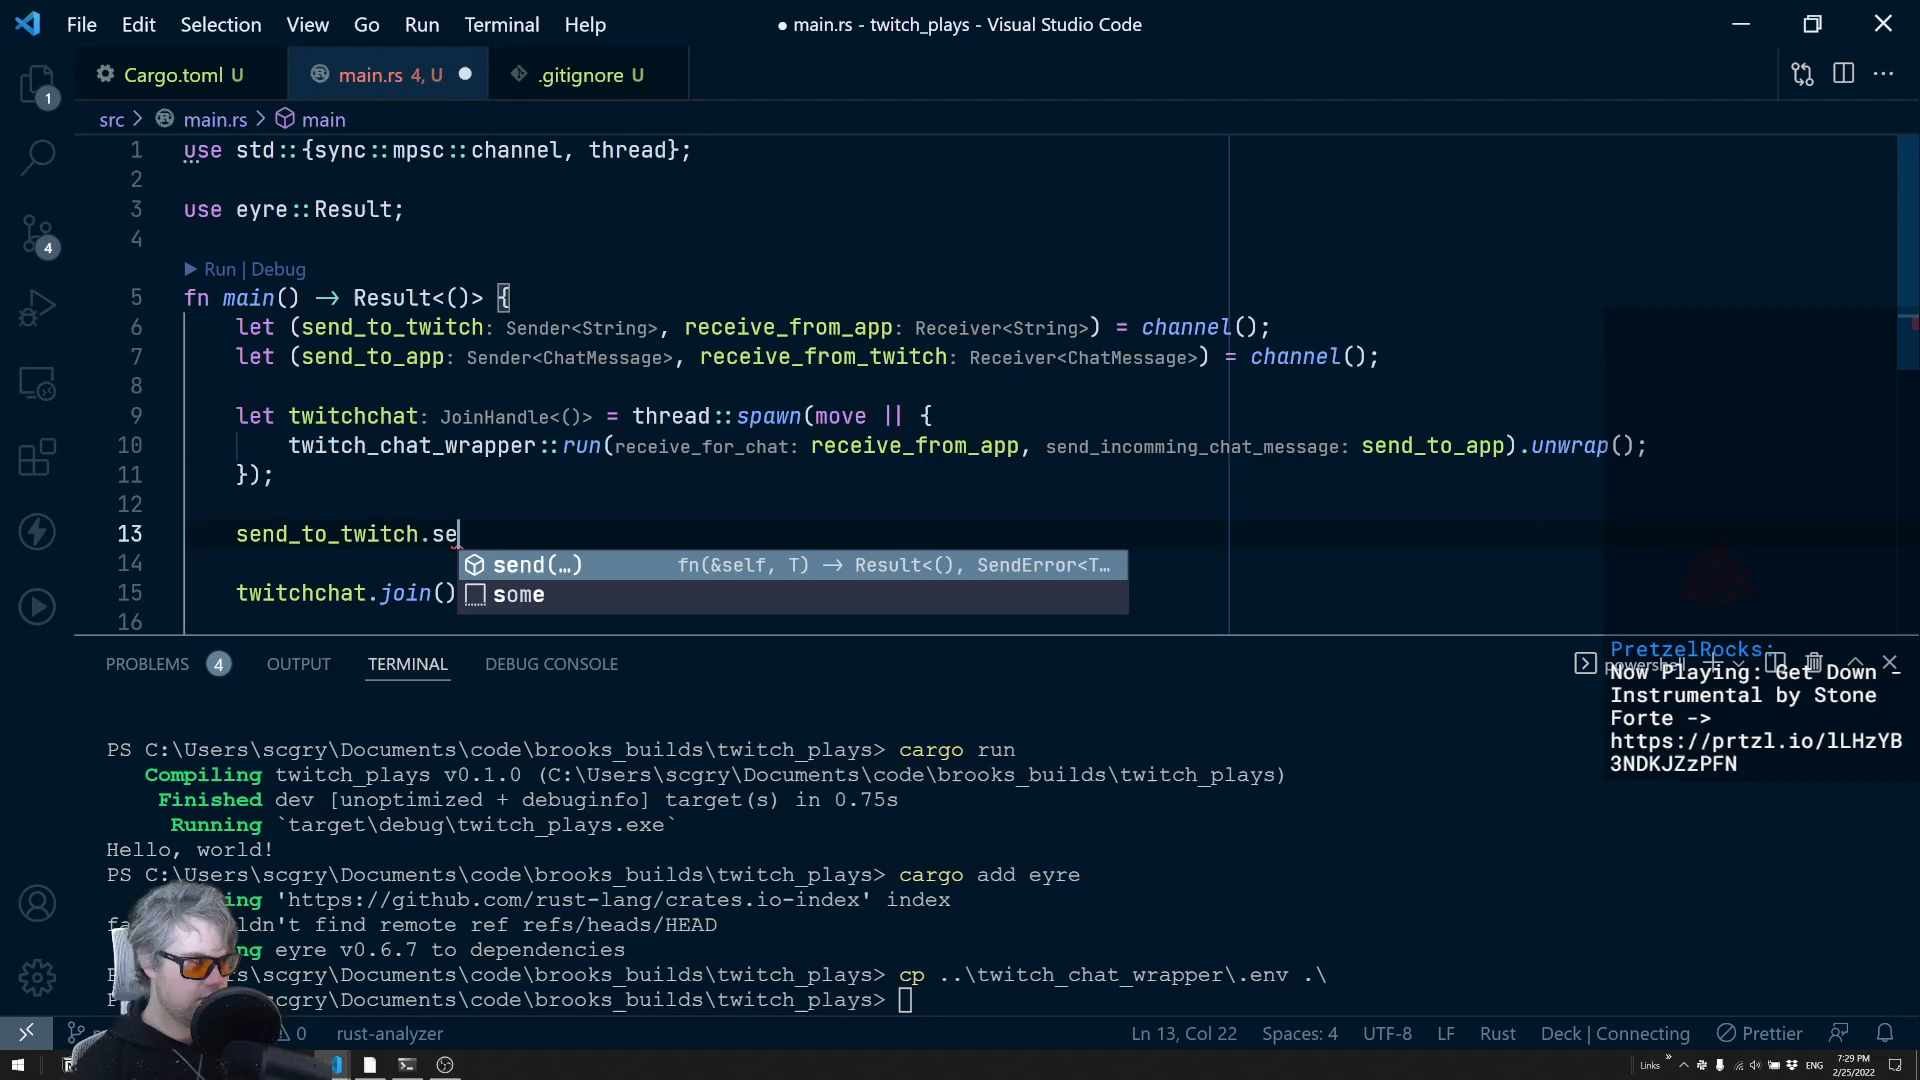 File Edit Selection View Go Run Terminal Help
● main.rs - twitch_plays - Visual Studio Code
Cargo.toml U
main.rs 4, U
.gitignore U
1
src > main.rs > main
1 use std::{sync::mpsc::channel, thread};
2
3 use eyre::Result;
4
4
Run | Debug
5 fn main() -> Result<()> {
6 let (send_to_twitch: Sender<String>, receive_from_app: Receiver<String>) = channel();
7 let (send_to_app: Sender<ChatMessage>, receive_from_twitch: Receiver<ChatMessage>) = channel();
8
9 let twitchchat: JoinHandle<()> = thread::spawn(move || {
10 twitch_chat_wrapper::run(receive_for_chat: receive_from_app, send_incomming_chat_message: send_to_app).unwrap();
11 });
12
13 send_to_twitch.se
14
send(…) fn(&self, T) -> Result<(), SendError<T…
15 twitchchat.join()
some
16
PROBLEMS 4 OUTPUT TERMINAL DEBUG CONSOLE
powershell
PretzelRocks:
Now Playing: Get Down -
Instrumental by Stone
Forte ->
https://prtzl.io/lLHzYB
3NDKJZzPFN
PS C:\Users\scgry\Documents\code\brooks_builds\twitch_plays> cargo run
Compiling twitch_plays v0.1.0 (C:\Users\scgry\Documents\code\brooks_builds\twitch_plays)
Finished dev [unoptimized + debuginfo] target(s) in 0.75s
Running `target\debug\twitch_plays.exe`
Hello, world!
PS C:\Users\scgry\Documents\code\brooks_builds\twitch_plays> cargo add eyre
ing 'https://github.com/rust-lang/crates.io-index' index
ldn't find remote ref refs/heads/HEAD
ng eyre v0.6.7 to dependencies
PS C:\Users\scgry\Documents\code\brooks_builds\twitch_plays> cp ..\twitch_chat_wrapper\.env .\
scgry\Documents\code\brooks_builds\twitch_plays>
0 rust-analyzer
Ln 13, Col 22 Spaces: 4 UTF-8 LF Rust Deck | Connecting Prettier
Links » ENG
7:29 PM
2/25/2022